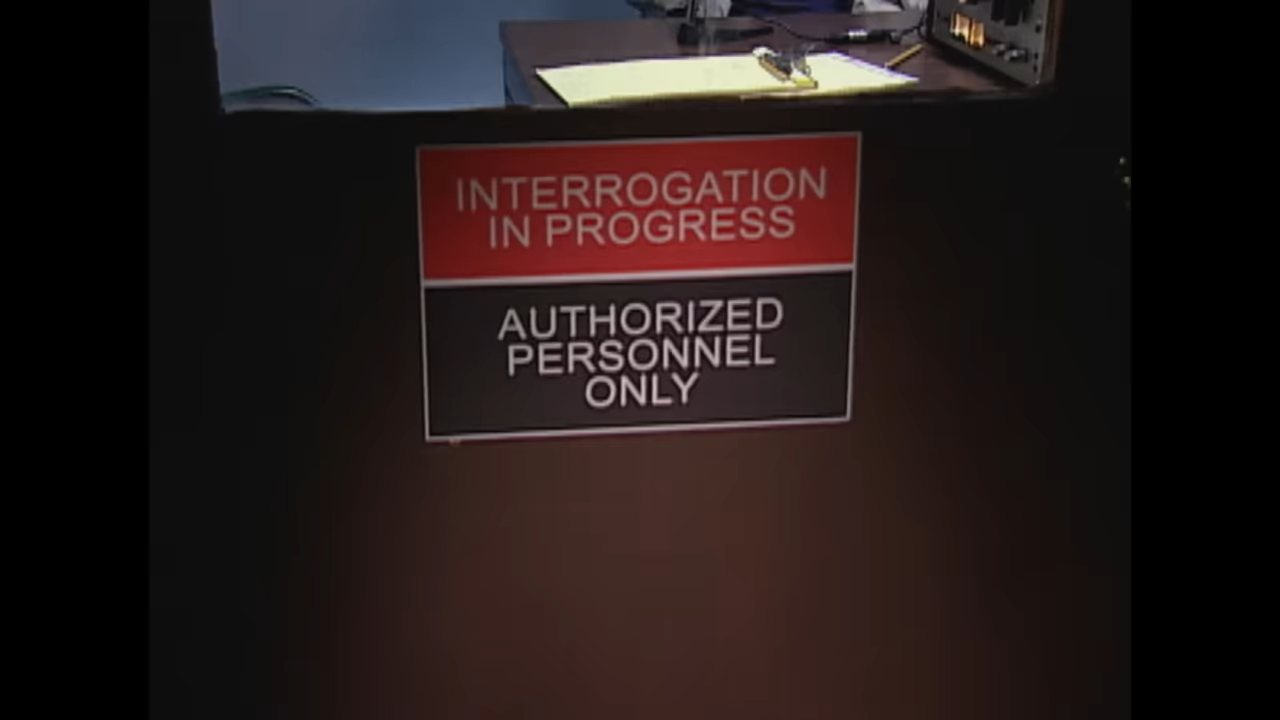 INTERROGATION
IN PROGRESS
AUTHORIZED
PERSONNEL
ONLY